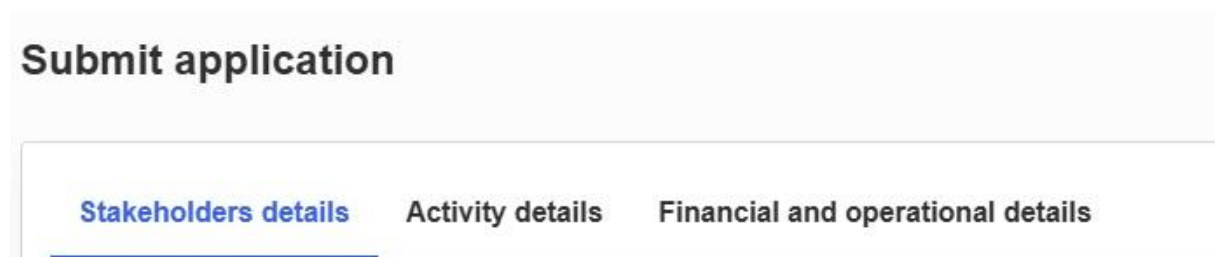 Submit application
Stakeholders details Activity details Financial and operational details